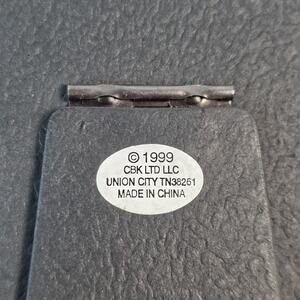 © 1999
CBK LTD LLC
UNION CITY TN38261
MADE IN CHINA